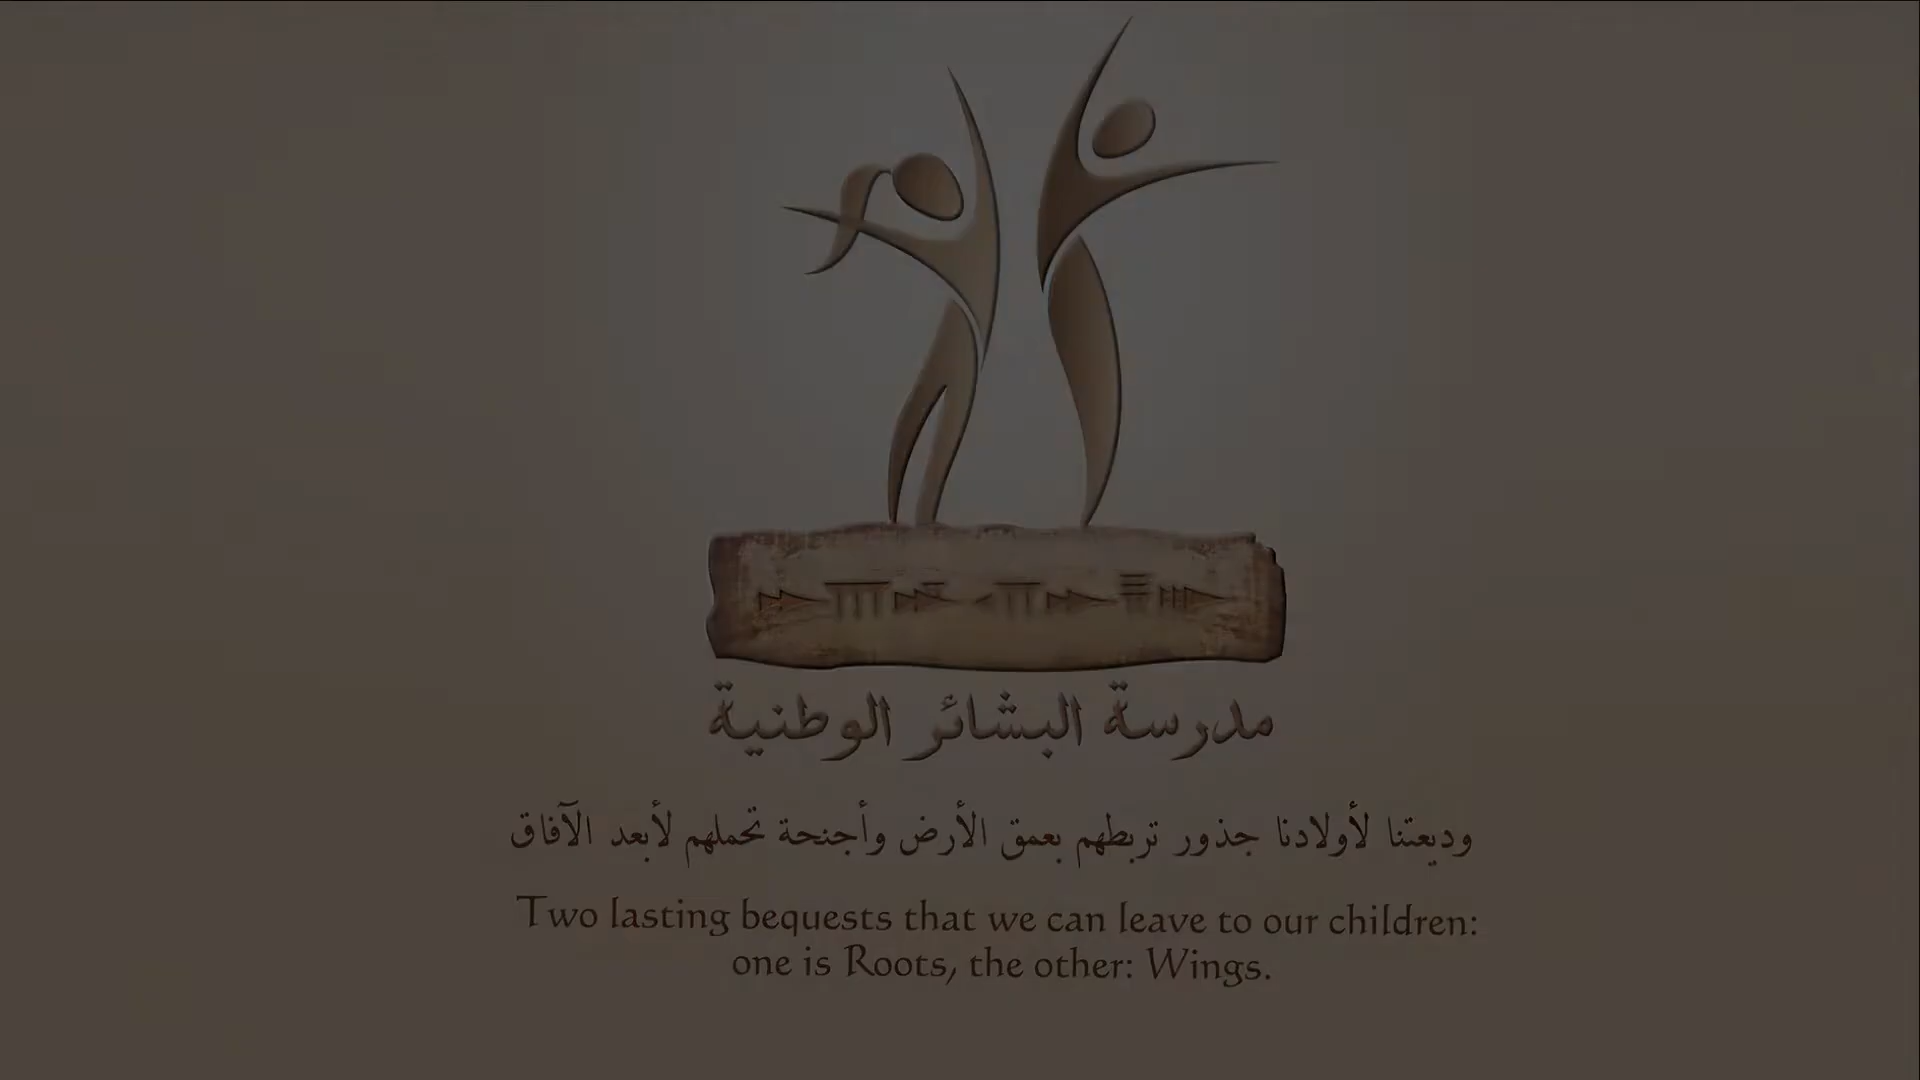 مدرسة البشائر الوطنية
وديعتنا لأولادنا جذور تربطهم بعمق الأرض وأجنحة تحملهم لأبعد الآفاق
Two lasting bequests that we can leave to our children:
one is Roots, the other: Wings.